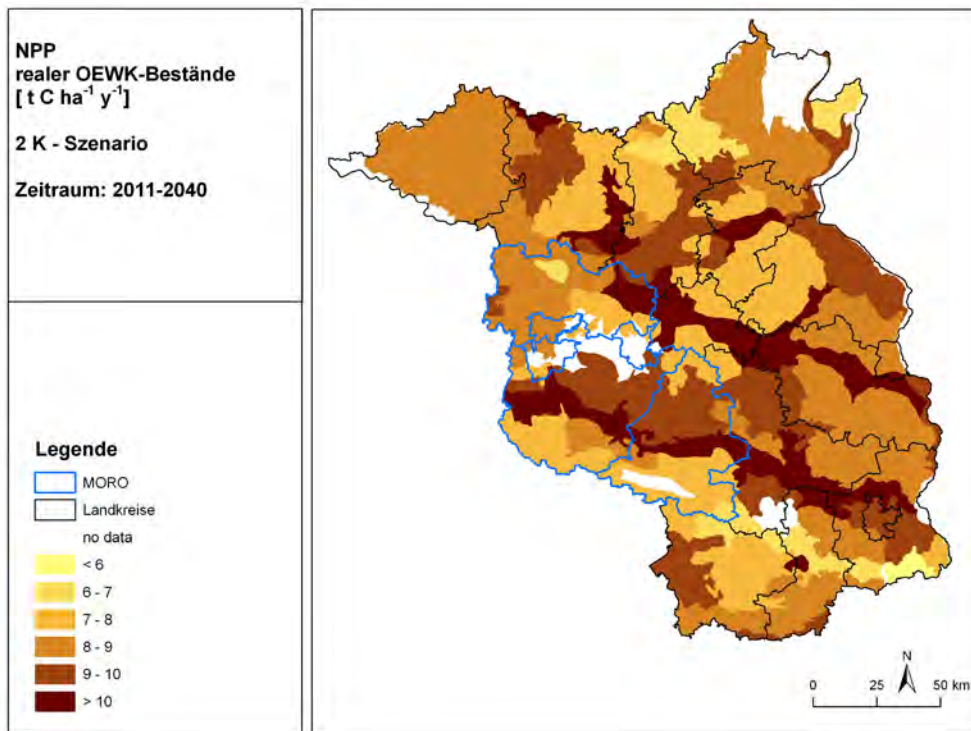 NPP
realer OEWK-Bestände
[ t C ha⁻¹ y⁻¹]
2 K - Szenario
Zeitraum: 2011-2040
Legende
MORO
Landkreise
no data
< 6
6 - 7
7 - 8
8 - 9
9 - 10
> 10
N
0 25 50 km